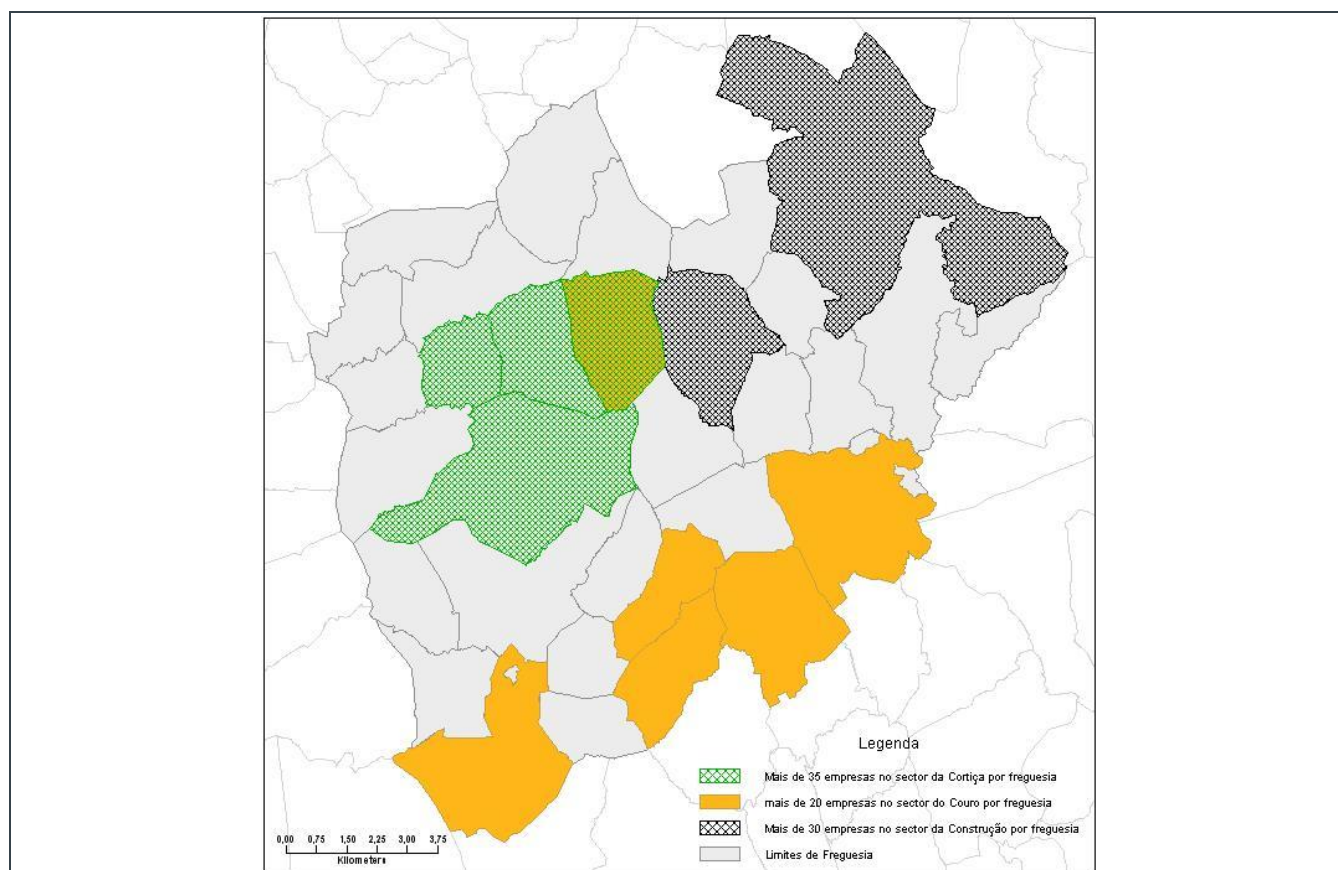 Legenda
Mais de 35 empresas no sector da Cortiça por freguesia
mais de 20 empresas no sector do Couro por freguesia
Mais de 30 empresas no sector da Construção por freguesia
Limites de Freguesia
0,00 0,75 1,50 2,25 3,00 3,75
Kilometers